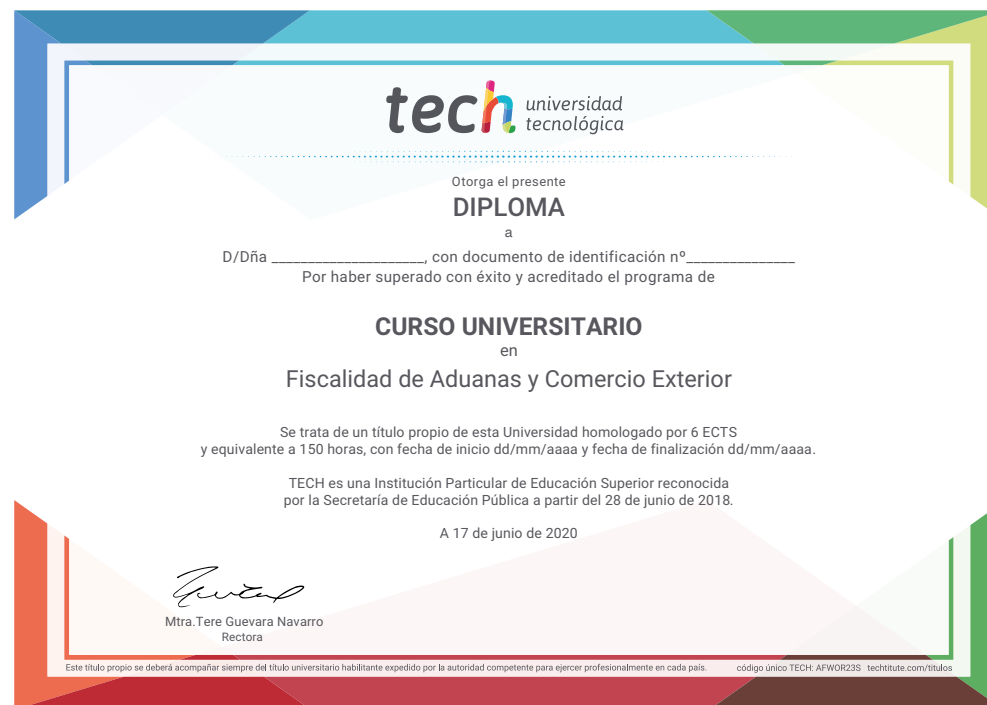 tech universidad
tecnológica
Otorga el presente
DIPLOMA
a
D/Dña ______________________, con documento de identificación nº_______________
Por haber superado con éxito y acreditado el programa de
CURSO UNIVERSITARIO
en
Fiscalidad de Aduanas y Comercio Exterior
Se trata de un título propio de esta Universidad homologado por 6 ECTS
y equivalente a 150 horas, con fecha de inicio dd/mm/aaaa y fecha de finalización dd/mm/aaaa.
TECH es una Institución Particular de Educación Superior reconocida
por la Secretaría de Educación Pública a partir del 28 de junio de 2018.
A 17 de junio de 2020
Mtra.Tere Guevara Navarro
Rectora
Este título propio se deberá acompañar siempre del título universitario habilitante expedido por la autoridad competente para ejercer profesionalmente en cada país. código único TECH: AFWOR23S techtitute.com/titulos